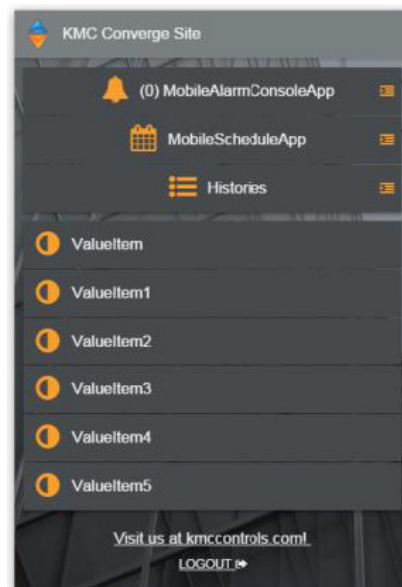 KMC Converge Site
(0) MobileAlarmConsoleApp
MobileScheduleApp
Histories
ValueItem
ValueItem1
ValueItem2
ValueItem3
ValueItem4
ValueItem5
Visit us at kmccontrols.com!
LOGOUT